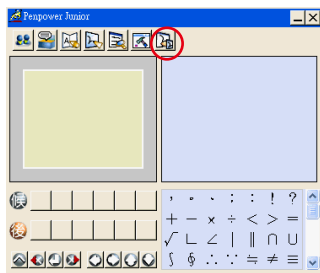 Penpower Junior
候
後
, 。 、 ; : ! ?
+ − × ÷ < > =
√ ∟ ∠ | ∥ ∩ ∪
∫ ∮ ∴ ∵ ≒ ≠ ≡